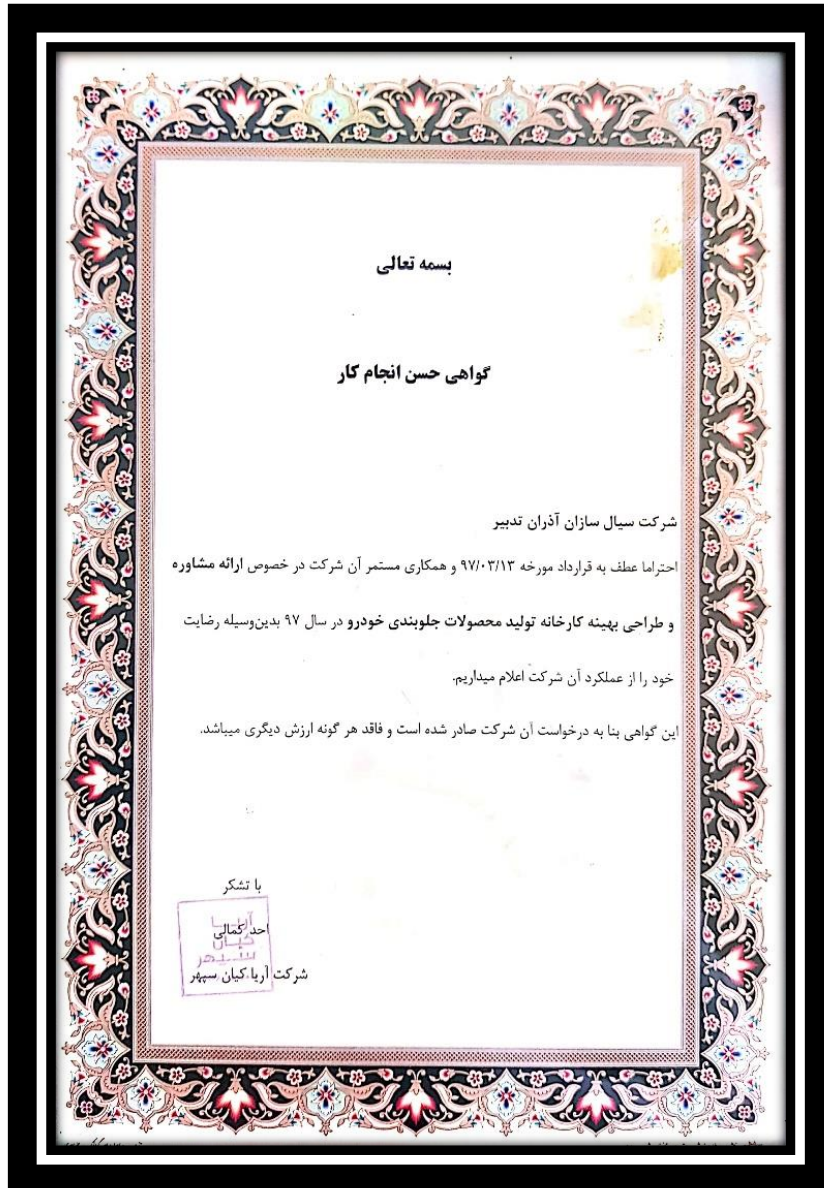 بسمه تعالی
گواهی حسن انجام کار
شرکت سیال سازان آذران تدبیر
احتراما عطف به قرارداد مورخه ۹۷/۰۳/۱۳ و همکاری مستمر آن شرکت در خصوص ارائه مشاوره
و طراحی بهینه کارخانه تولید محصولات جلوبندی خودرو در سال ۹۷ بدین‌وسیله رضایت
خود را از عملکرد آن شرکت اعلام میداریم.
این گواهی بنا به درخواست آن شرکت صادر شده است و فاقد هر گونه ارزش دیگری میباشد.
با تشکر
احد کمالی
شرکت آریا کیان سپهر
آریا
کیان
سپهر